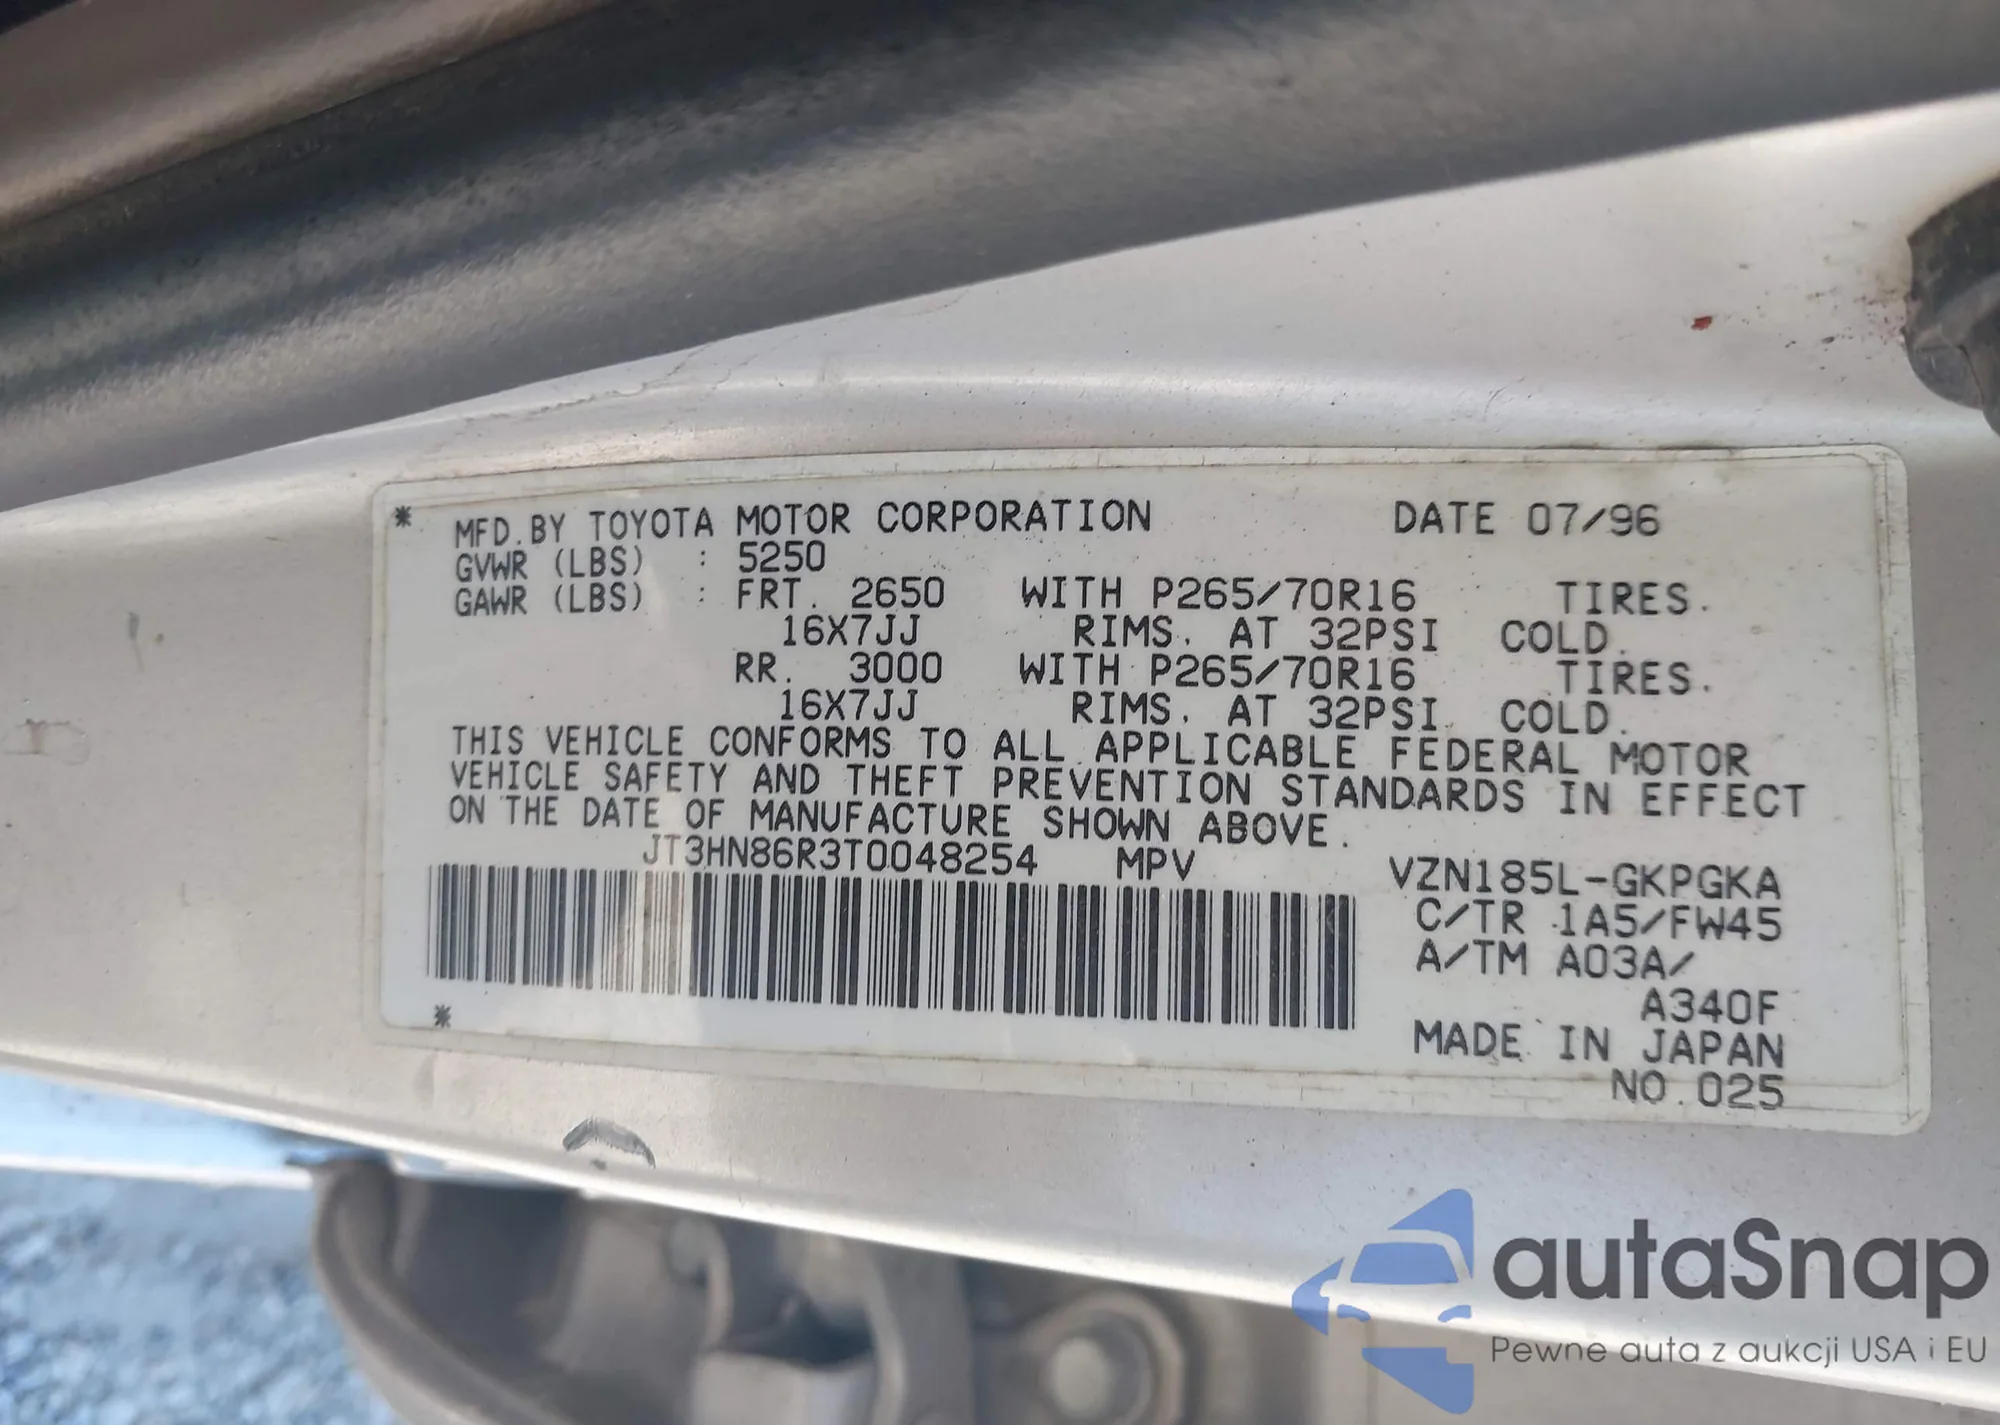 * MFD.BY TOYOTA MOTOR CORPORATION DATE 07/96
GVWR (LBS) : 5250
GAWR (LBS) : FRT. 2650 WITH P265/70R16 TIRES.
16X7JJ RIMS. AT 32PSI COLD.
RR. 3000 WITH P265/70R16 TIRES.
16X7JJ RIMS. AT 32PSI COLD.
THIS VEHICLE CONFORMS TO ALL APPLICABLE FEDERAL MOTOR
VEHICLE SAFETY AND THEFT PREVENTION STANDARDS IN EFFECT
ON THE DATE OF MANUFACTURE SHOWN ABOVE.
JT3HN86R3T0048254 MPV VZN185L-GKPGKA
C/TR 1A5/FW45
A/TM A03A/
A340F
* MADE IN JAPAN
NO.025
autaSnap
Pewne auta z aukcji USA i EU